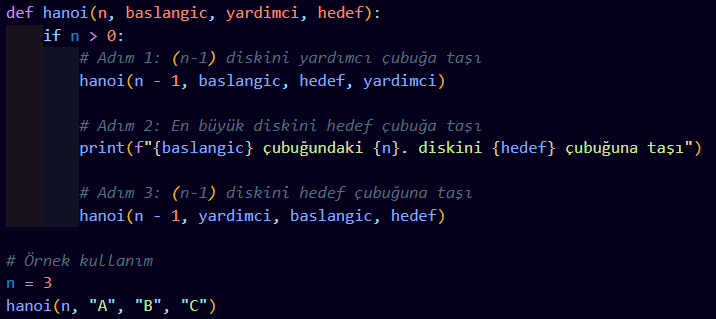 def hanoi(n, baslangic, yardimci, hedef):
    if n > 0:
        # Adım 1: (n-1) diskini yardımcı çubuğa taşı
        hanoi(n - 1, baslangic, hedef, yardimci)

        # Adım 2: En büyük diskini hedef çubuğa taşı
        print(f"{baslangic} çubuğundaki {n}. diskini {hedef} çubuğuna taşı")

        # Adım 3: (n-1) diskini hedef çubuğuna taşı
        hanoi(n - 1, yardimci, baslangic, hedef)

# Örnek kullanım
n = 3
hanoi(n, "A", "B", "C")